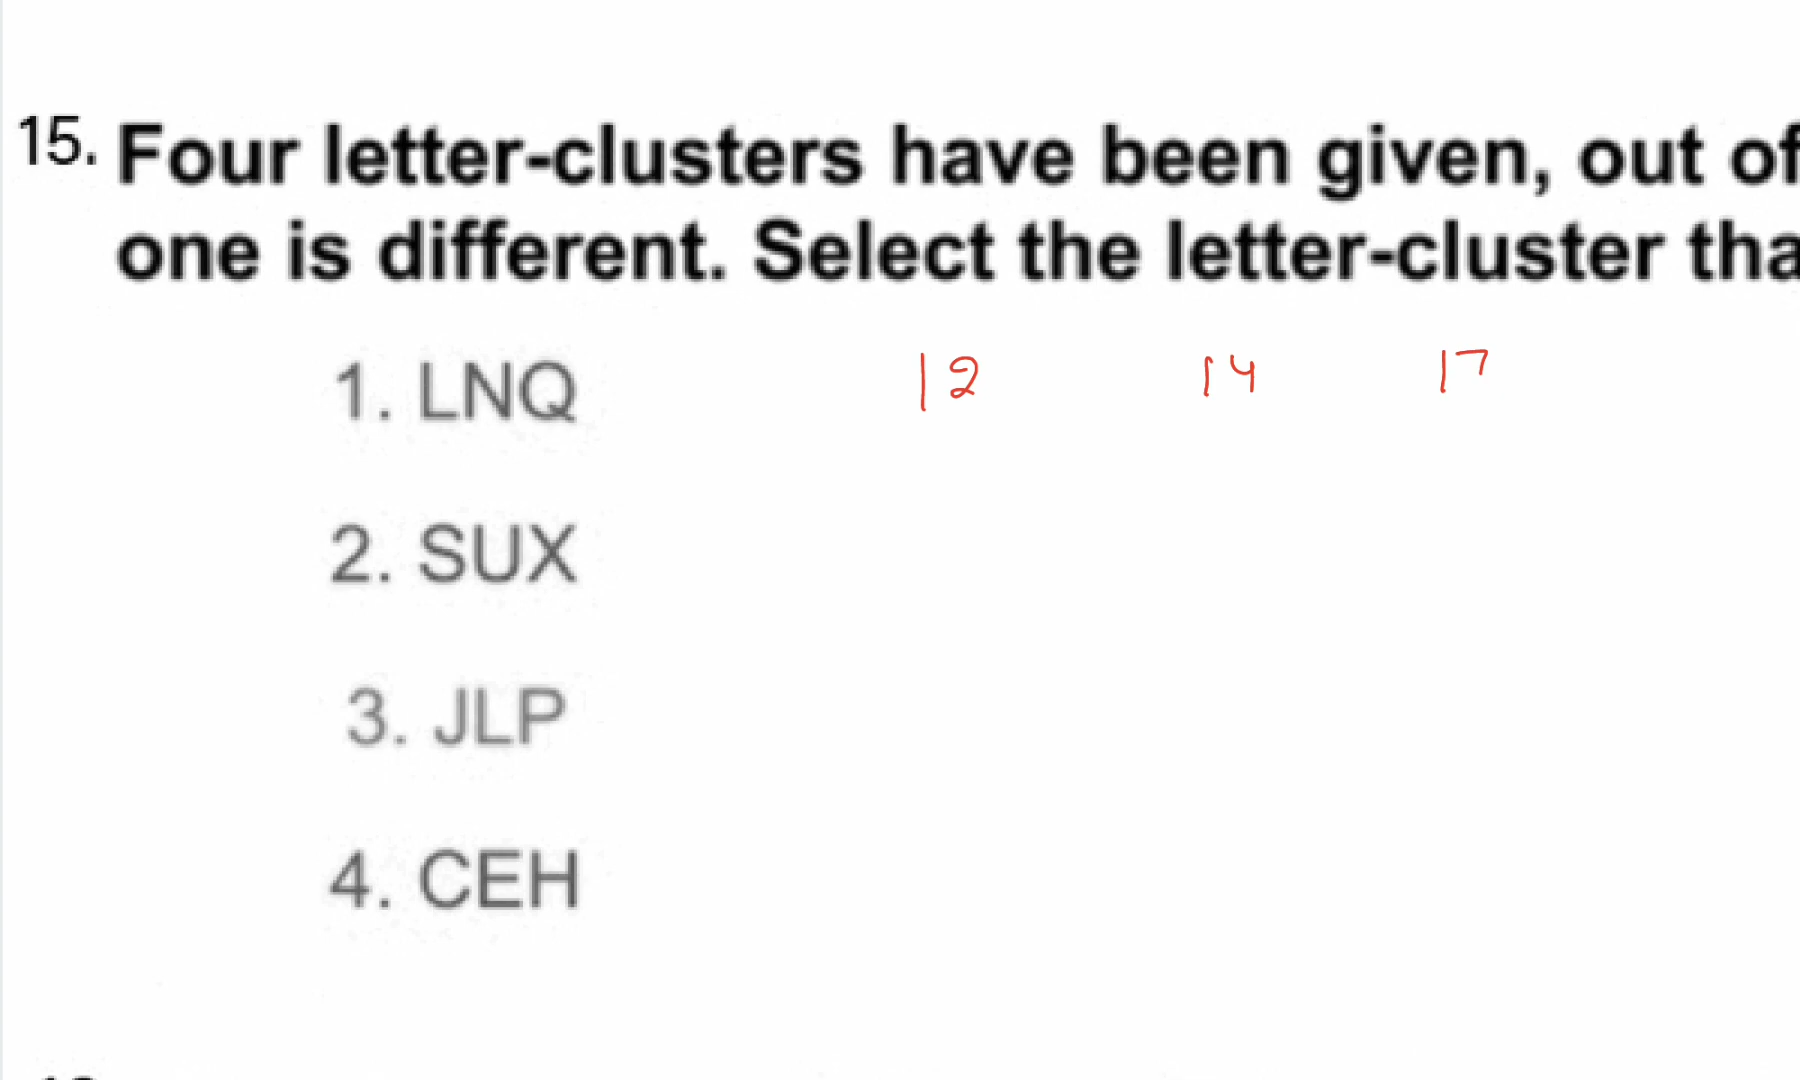 15. Four letter-clusters have been given, out of
one is different. Select the letter-cluster tha
1. LNQ 12 14 17
2. SUX
3. JLP
4. CEH